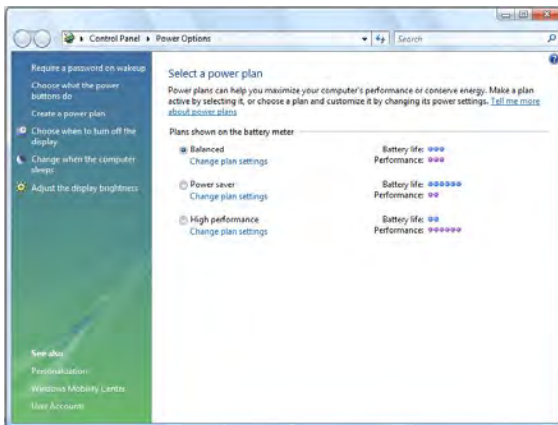 Control Panel
Power Options
Search
Require a password on wakeup
Choose what the power
buttons do
Create a power plan
Choose when to turn off the
display
Change when the computer
sleeps
Adjust the display brightness
See also
Personalization
Windows Mobility Center
User Accounts
Select a power plan
Power plans can help you maximize your computer's performance or conserve energy. Make a plan
active by selecting it, or choose a plan and customize it by changing its power settings. Tell me more
about power plans
Plans shown on the battery meter
Balanced Battery life:
Change plan settings Performance:
Power saver Battery life:
Change plan settings Performance:
High performance Battery life:
Change plan settings Performance: